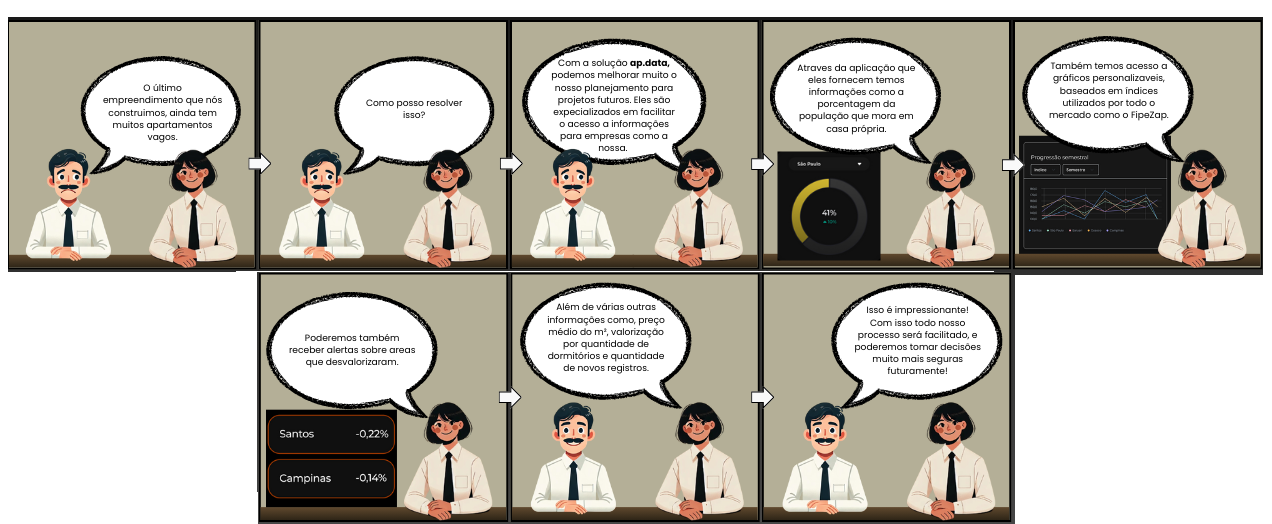 O último
empreendimento que nós
construimos, ainda tem
muitos apartamentos
vagos.
Como posso resolver
isso?
Com a solução ap.data,
podemos melhorar muito o
nosso planejamento para
projetos futuros. Eles são
expecializados em facilitar
o acesso a informações
para empresas como a
nossa.
Atraves da aplicação que
eles fornecem temos
informações como a
porcentagem da
população que mora em
casa própria.
São Paulo
41%
Também temos acesso a
gráficos personalizaveis,
baseados em índices
utilizados por todo o
mercado como o FipeZap.
Progressão semestral
Indice
Semestre
Poderemos também
receber alertas sobre areas
que desvalorizaram.
Santos -0,22%
Campinas -0,14%
Além de várias outras
informações como, preço
médio do m², valorização
por quantidade de
dormitórios e quantidade
de novos registros.
Isso é impressionante!
Com isso todo nosso
processo será facilitado, e
poderemos tomar decisões
muito mais seguras
futuramente!